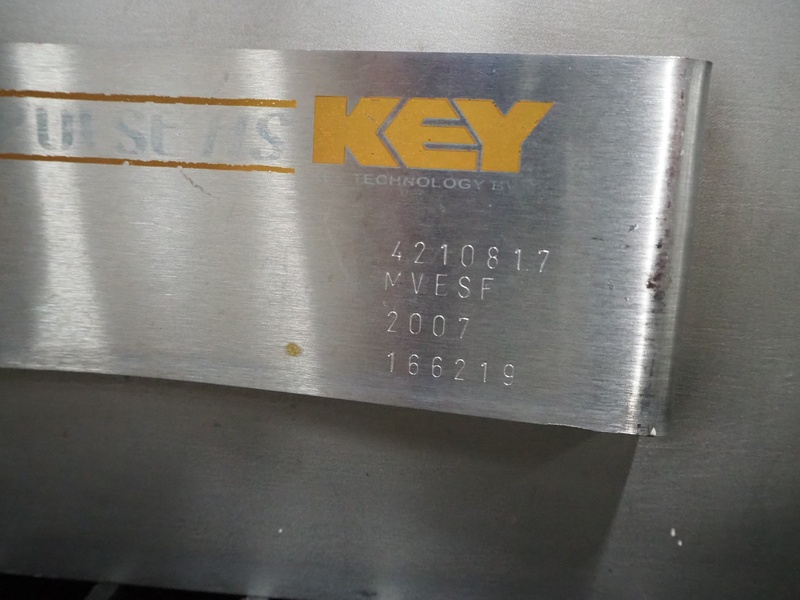 KEY
TECHNOLOGY BV
4210817
MVESF
2007
166219